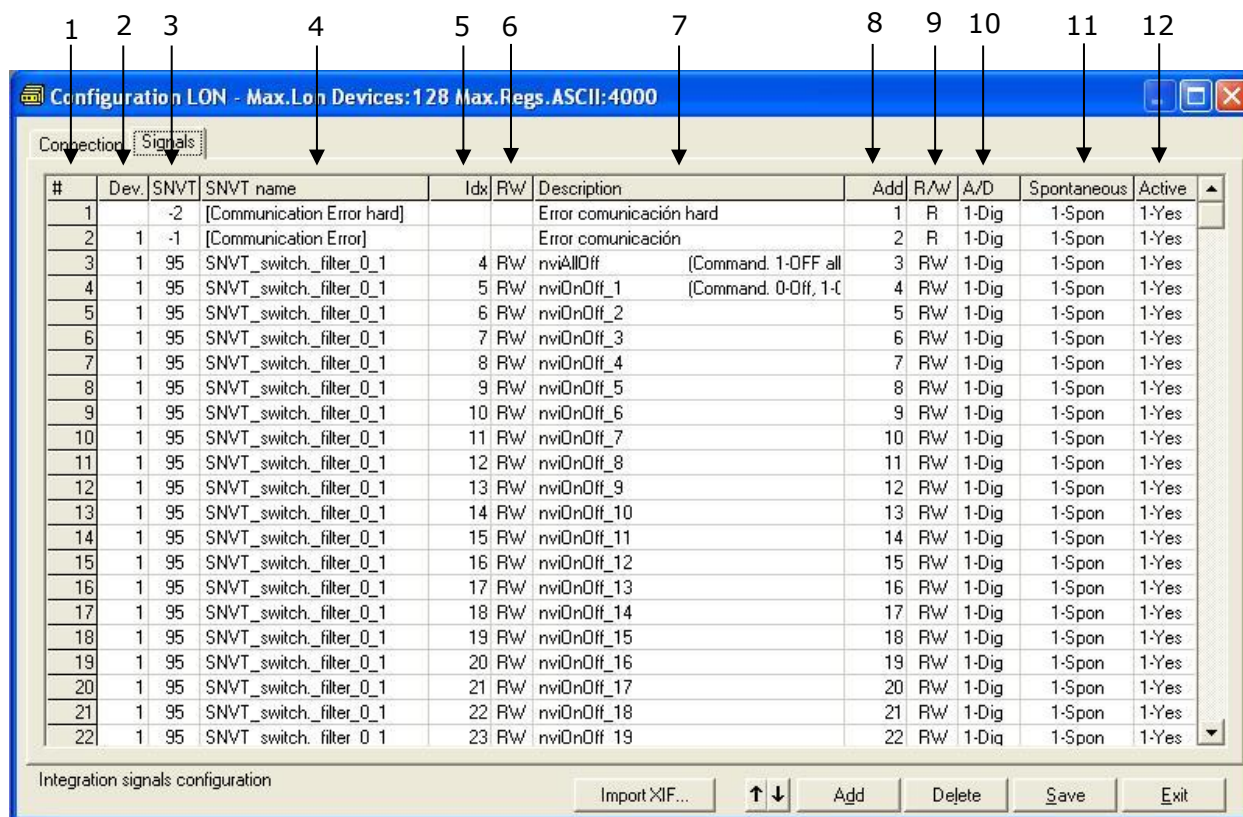 1 2 3 4 5 6 7 8 9 10 11 12
Configuration LON - Max.Lon Devices:128 Max.Regs.ASCII:4000
Connection Signals
# Dev. SNVT SNVT name Idx RW Description Add R/W A/D Spontaneous Active
1 -2 [Communication Error hard] Error comunicación hard 1 R 1-Dig 1-Spon 1-Yes
2 1 -1 [Communication Error] Error comunicación 2 R 1-Dig 1-Spon 1-Yes
3 1 95 SNVT_switch._filter_0_1 4 RW nviAllOff (Command. 1-OFF all 3 RW 1-Dig 1-Spon 1-Yes
4 1 95 SNVT_switch._filter_0_1 5 RW nviOnOff_1 (Command. 0-Off, 1-( 4 RW 1-Dig 1-Spon 1-Yes
5 1 95 SNVT_switch._filter_0_1 6 RW nviOnOff_2 5 RW 1-Dig 1-Spon 1-Yes
6 1 95 SNVT_switch._filter_0_1 7 RW nviOnOff_3 6 RW 1-Dig 1-Spon 1-Yes
7 1 95 SNVT_switch._filter_0_1 8 RW nviOnOff_4 7 RW 1-Dig 1-Spon 1-Yes
8 1 95 SNVT_switch._filter_0_1 9 RW nviOnOff_5 8 RW 1-Dig 1-Spon 1-Yes
9 1 95 SNVT_switch._filter_0_1 10 RW nviOnOff_6 9 RW 1-Dig 1-Spon 1-Yes
10 1 95 SNVT_switch._filter_0_1 11 RW nviOnOff_7 10 RW 1-Dig 1-Spon 1-Yes
11 1 95 SNVT_switch._filter_0_1 12 RW nviOnOff_8 11 RW 1-Dig 1-Spon 1-Yes
12 1 95 SNVT_switch._filter_0_1 13 RW nviOnOff_9 12 RW 1-Dig 1-Spon 1-Yes
13 1 95 SNVT_switch._filter_0_1 14 RW nviOnOff_10 13 RW 1-Dig 1-Spon 1-Yes
14 1 95 SNVT_switch._filter_0_1 15 RW nviOnOff_11 14 RW 1-Dig 1-Spon 1-Yes
15 1 95 SNVT_switch._filter_0_1 16 RW nviOnOff_12 15 RW 1-Dig 1-Spon 1-Yes
16 1 95 SNVT_switch._filter_0_1 17 RW nviOnOff_13 16 RW 1-Dig 1-Spon 1-Yes
17 1 95 SNVT_switch._filter_0_1 18 RW nviOnOff_14 17 RW 1-Dig 1-Spon 1-Yes
18 1 95 SNVT_switch._filter_0_1 19 RW nviOnOff_15 18 RW 1-Dig 1-Spon 1-Yes
19 1 95 SNVT_switch._filter_0_1 20 RW nviOnOff_16 19 RW 1-Dig 1-Spon 1-Yes
20 1 95 SNVT_switch._filter_0_1 21 RW nviOnOff_17 20 RW 1-Dig 1-Spon 1-Yes
21 1 95 SNVT_switch._filter_0_1 22 RW nviOnOff_18 21 RW 1-Dig 1-Spon 1-Yes
22 1 95 SNVT_switch._filter_0_1 23 RW nviOnOff_19 22 RW 1-Dig 1-Spon 1-Yes
Integration signals configuration
Import XIF... Add Delete Save Exit